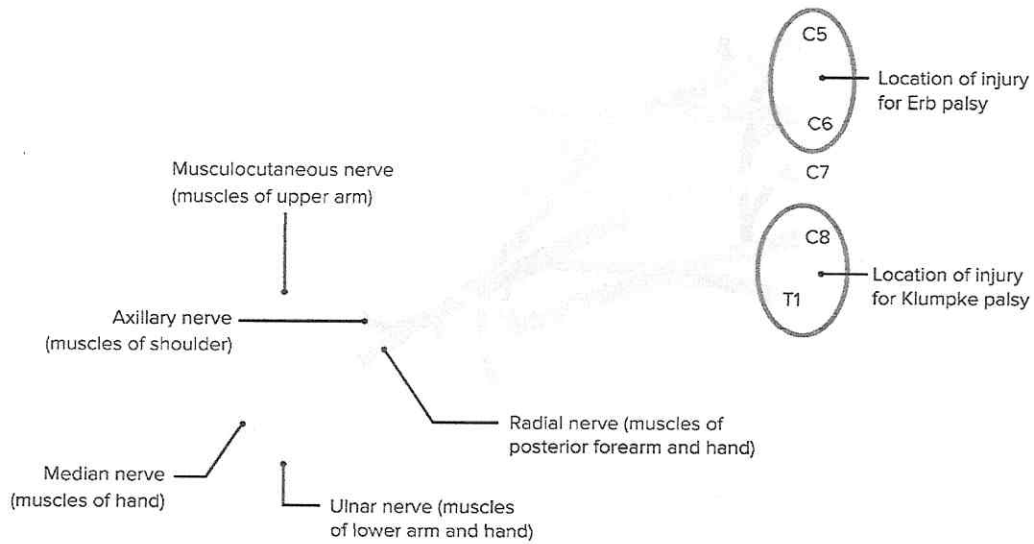 C5
Location of injury
for Erb palsy
C6
C7
Musculocutaneous nerve
(muscles of upper arm)
C8
Location of injury
for Klumpke palsy
T1
Axillary nerve
(muscles of shoulder)
Radial nerve (muscles of
posterior forearm and hand)
Median nerve
(muscles of hand)
Ulnar nerve (muscles
of lower arm and hand)